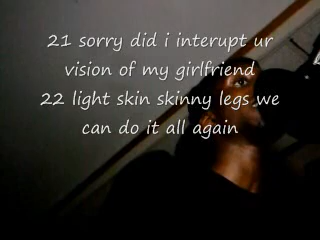 21 sorry did i interupt ur
vision of my girlfriend
22 light skin skinny legs we
can do it all again